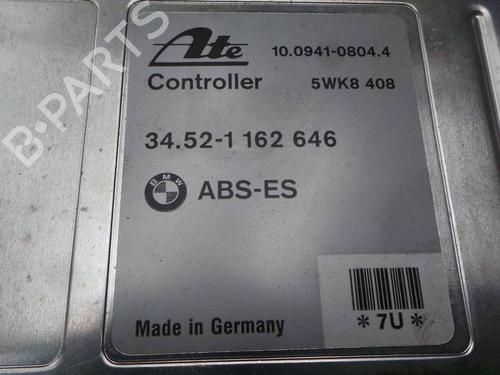 Ate 10.0941-0804.4
Controller 5WK8 408
34.52-1 162 646
BMW ABS-ES
Made in Germany *7U*
B·PARTS